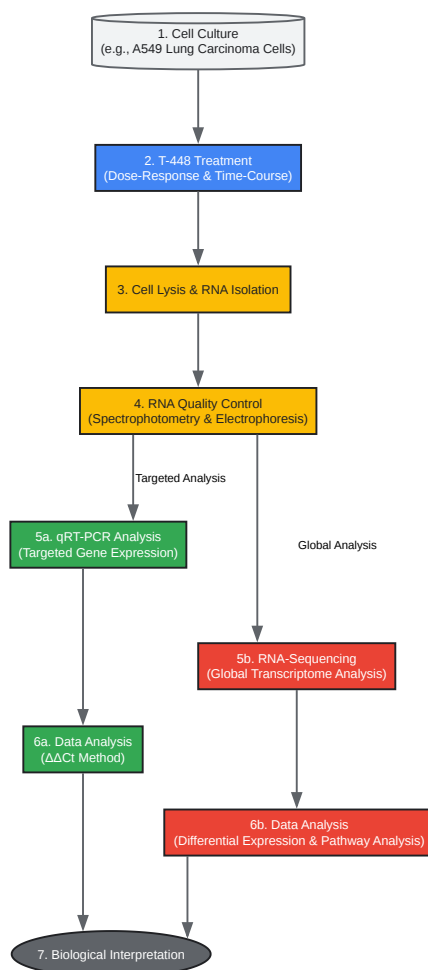 1. Cell Culture
(e.g., A549 Lung Carcinoma Cells)
2. T-448 Treatment
(Dose-Response & Time-Course)
3. Cell Lysis & RNA Isolation
4. RNA Quality Control
(Spectrophotometry & Electrophoresis)
Targeted Analysis
5a. qRT-PCR Analysis
(Targeted Gene Expression)
Global Analysis
5b. RNA-Sequencing
(Global Transcriptome Analysis)
6a. Data Analysis
(ΔΔCt Method)
6b. Data Analysis
(Differential Expression & Pathway Analysis)
7. Biological Interpretation